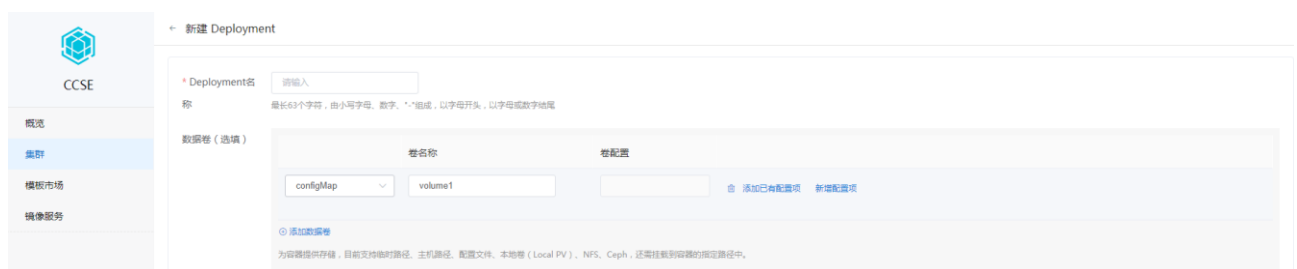 ← 新建 Deployment
CCSE
* Deployment名称
请输入
最长63个字符，由小写字母、数字、"-"组成，以字母开头，以字母或数字结尾
概览
集群
模板市场
镜像服务
数据卷（选填）
卷名称 卷配置
configMap volume1 添加已有配置项 新增配置项
添加数据卷
为容器提供存储，目前支持临时路径、主机路径、配置文件、本地卷（Local PV）、NFS、Ceph，还需挂载到容器的指定路径中。